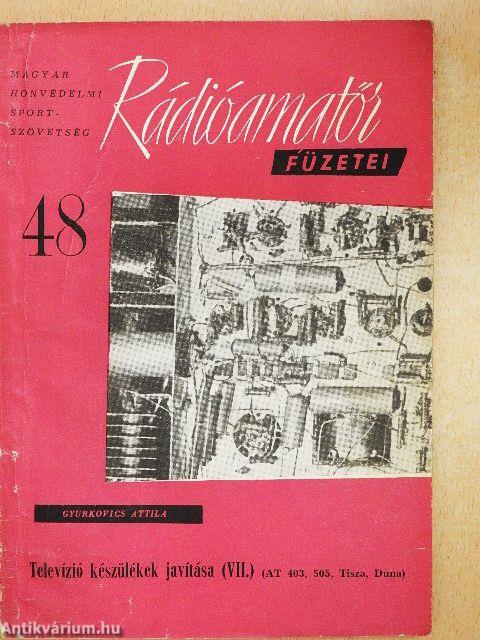 MAGYAR
HONVÉDELMI
SPORT-
SZÖVETSÉG
Rádióamatőr
FÜZETEI
48
GYURKOVICS ATTILA
Televízió készülékek javítása (VII.) (AT 403, 505, Tisza, Duna)
Antikvárium.hu